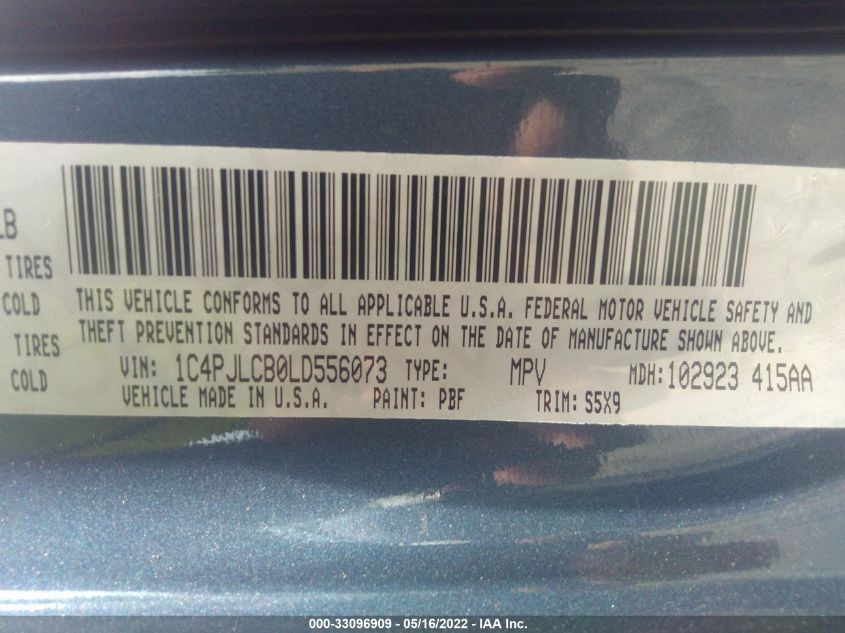 LB
TIRES
COLD
TIRES
COLD
THIS VEHICLE CONFORMS TO ALL APPLICABLE U.S.A. FEDERAL MOTOR VEHICLE SAFETY AND
THEFT PREVENTION STANDARDS IN EFFECT ON THE DATE OF MANUFACTURE SHOWN ABOVE.
VIN: 1C4PJLCB0LD556073 TYPE: MPV MDH:102923 415AA
VEHICLE MADE IN U.S.A. PAINT: PBF TRIM: S5X9
000-33096909 - 05/16/2022 - IAA Inc.